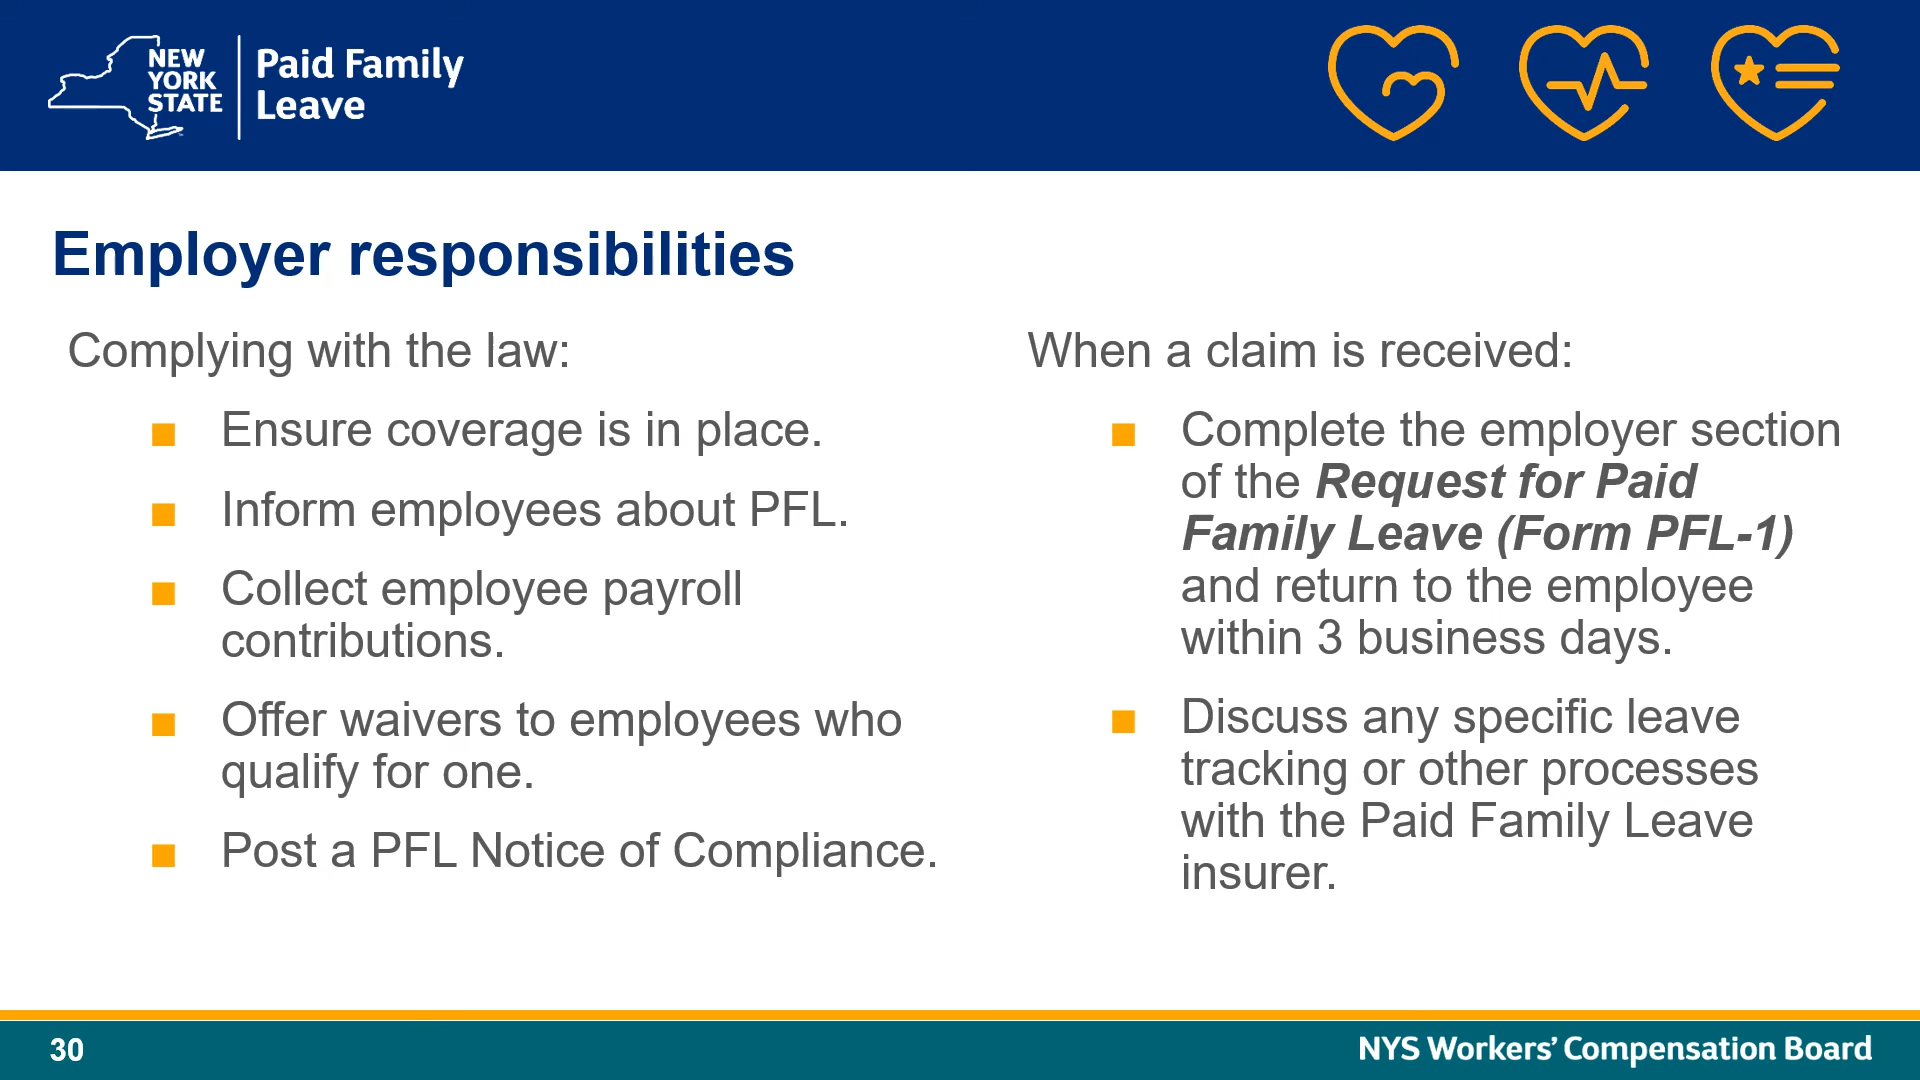 NEW
YORK
STATE
Paid Family
Leave
Employer responsibilities
Complying with the law:
■ Ensure coverage is in place.
■ Inform employees about PFL.
■ Collect employee payroll
contributions.
■ Offer waivers to employees who
qualify for one.
■ Post a PFL Notice of Compliance.
When a claim is received:
■ Complete the employer section
of the Request for Paid
Family Leave (Form PFL-1)
and return to the employee
within 3 business days.
■ Discuss any specific leave
tracking or other processes
with the Paid Family Leave
insurer.
30
NYS Workers’ Compensation Board